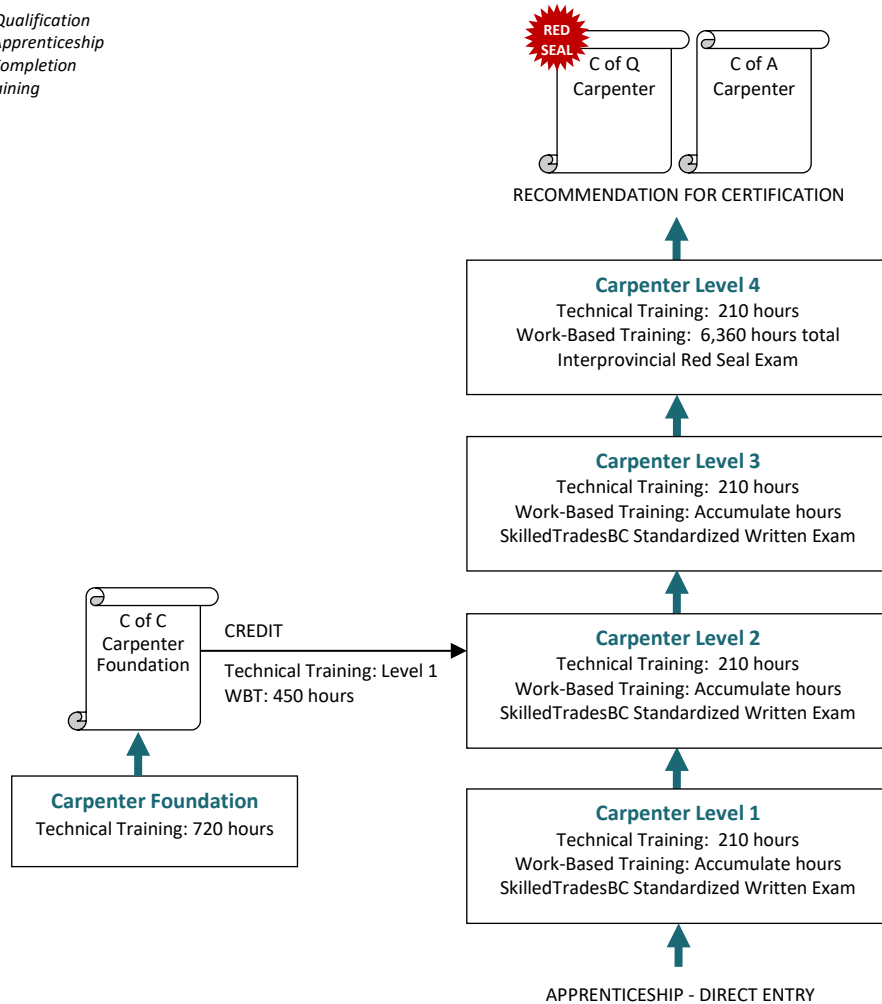 Qualification
Apprenticeship
Completion
RED
SEAL
C of Q
Carpenter
C of A
Carpenter
RECOMMENDATION FOR CERTIFICATION
Carpenter Level 4
Technical Training: 210 hours
Work-Based Training: 6,360 hours total
Interprovincial Red Seal Exam
Carpenter Level 3
Technical Training: 210 hours
Work-Based Training: Accumulate hours
SkilledTradesBC Standardized Written Exam
C of C
Carpenter
Foundation
CREDIT
Technical Training: Level 1
WBT: 450 hours
Carpenter Level 2
Technical Training: 210 hours
Work-Based Training: Accumulate hours
SkilledTradesBC Standardized Written Exam
Carpenter Foundation
Technical Training: 720 hours
Carpenter Level 1
Technical Training: 210 hours
Work-Based Training: Accumulate hours
SkilledTradesBC Standardized Written Exam
APPRENTICESHIP - DIRECT ENTRY